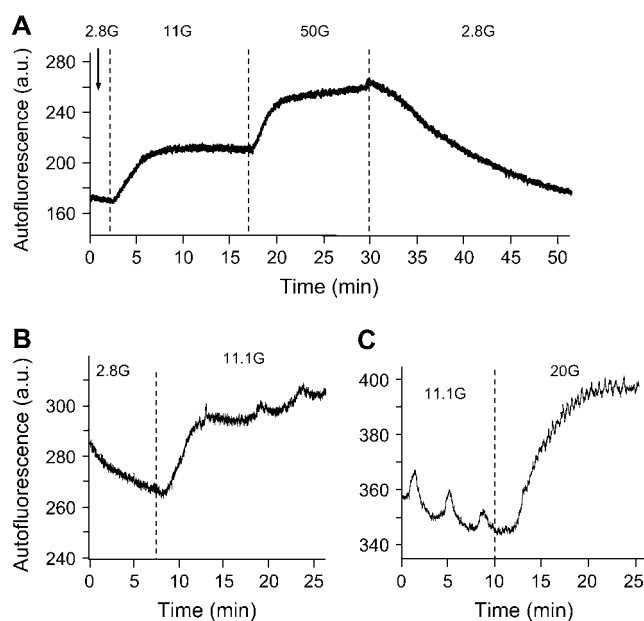 A
2.8G 11G 50G 2.8G
Autofluorescence (a.u.)
280
240
200
160
0 5 10 15 20 25 30 35 40 45 50
Time (min)
B
2.8G 11.1G
Autofluorescence (a.u.)
300
280
260
240
0 5 10 15 20 25
Time (min)
C
11.1G 20G
400
380
360
340
0 5 10 15 20 25
Time (min)